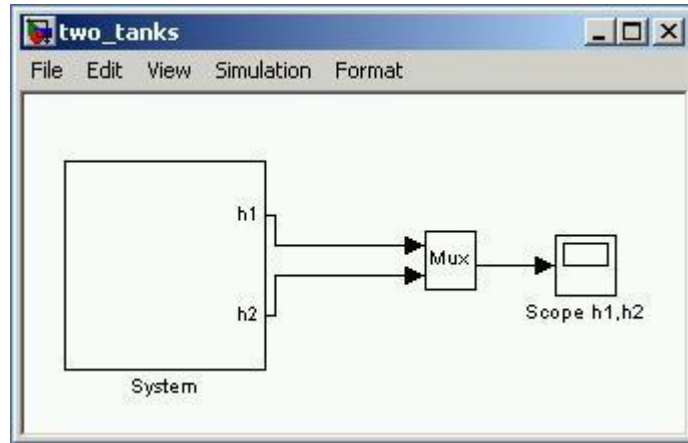 two_tanks
File Edit View Simulation Format
h1
Mux
h2
Scope h1,h2
System